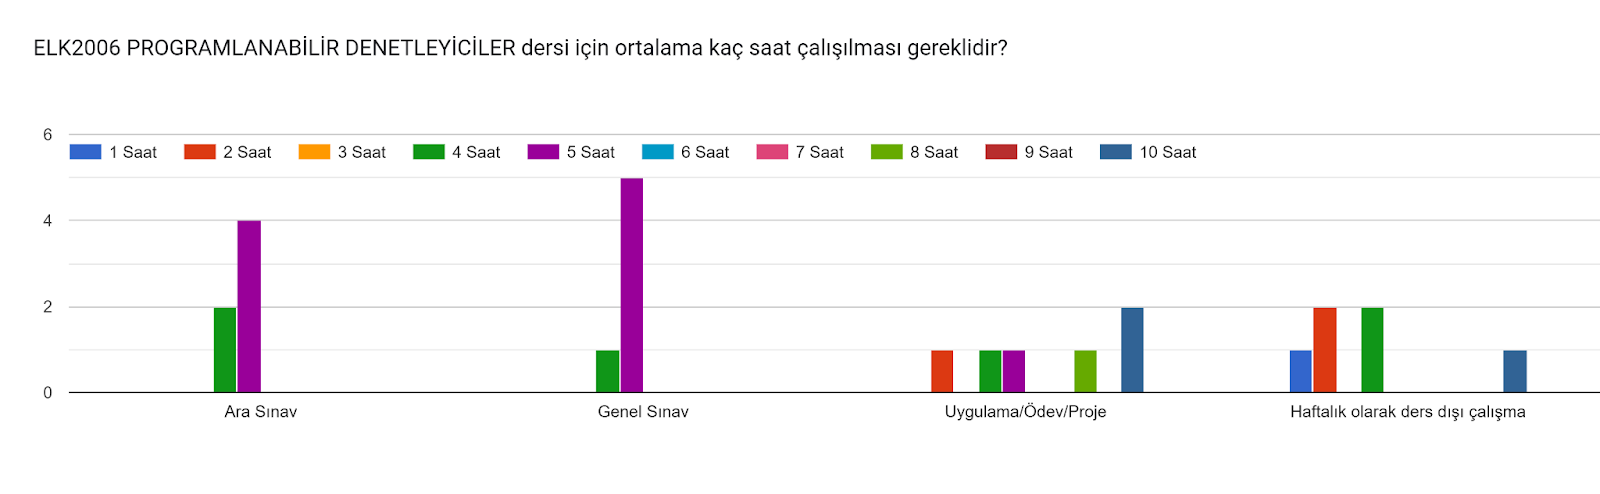 ELK2006 PROGRAMLANABİLİR DENETLEYİCİLER dersi için ortalama kaç saat çalışılması gereklidir?
6
1 Saat 2 Saat 3 Saat 4 Saat 5 Saat 6 Saat 7 Saat 8 Saat 9 Saat 10 Saat
4
2
0
Ara Sınav Genel Sınav Uygulama/Ödev/Proje Haftalık olarak ders dışı çalışma